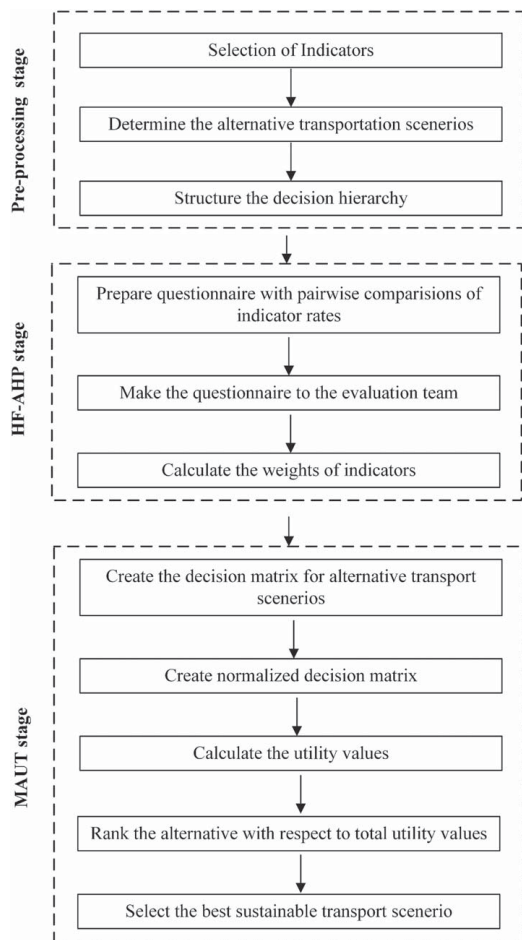 Pre-processing stage
Selection of Indicators
Determine the alternative transportation scenerios
Structure the decision hierarchy
HF-AHP stage
Prepare questionnaire with pairwise comparisions of
indicator rates
Make the questionnaire to the evaluation team
Calculate the weights of indicators
MAUT stage
Create the decision matrix for alternative transport
scenerios
Create normalized decision matrix
Calculate the utility values
Rank the alternative with respect to total utility values
Select the best sustainable transport scenerio